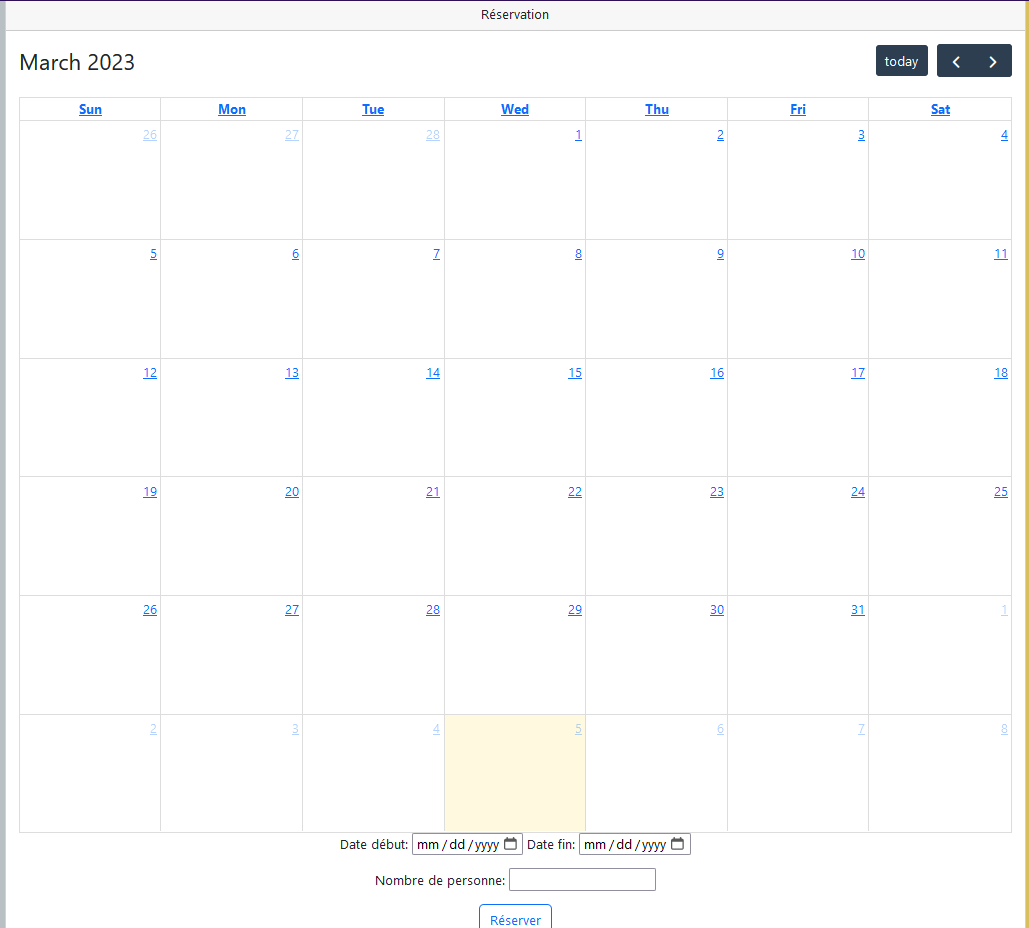 Réservation
March 2023 today
Sun Mon Tue Wed Thu Fri Sat
26 27 28 1 2 3 4
5 6 7 8 9 10 11
12 13 14 15 16 17 18
19 20 21 22 23 24 25
26 27 28 29 30 31 1
2 3 4 5 6 7 8
Date début: mm/dd/yyyy Date fin: mm/dd/yyyy
Nombre de personne:
Réserver